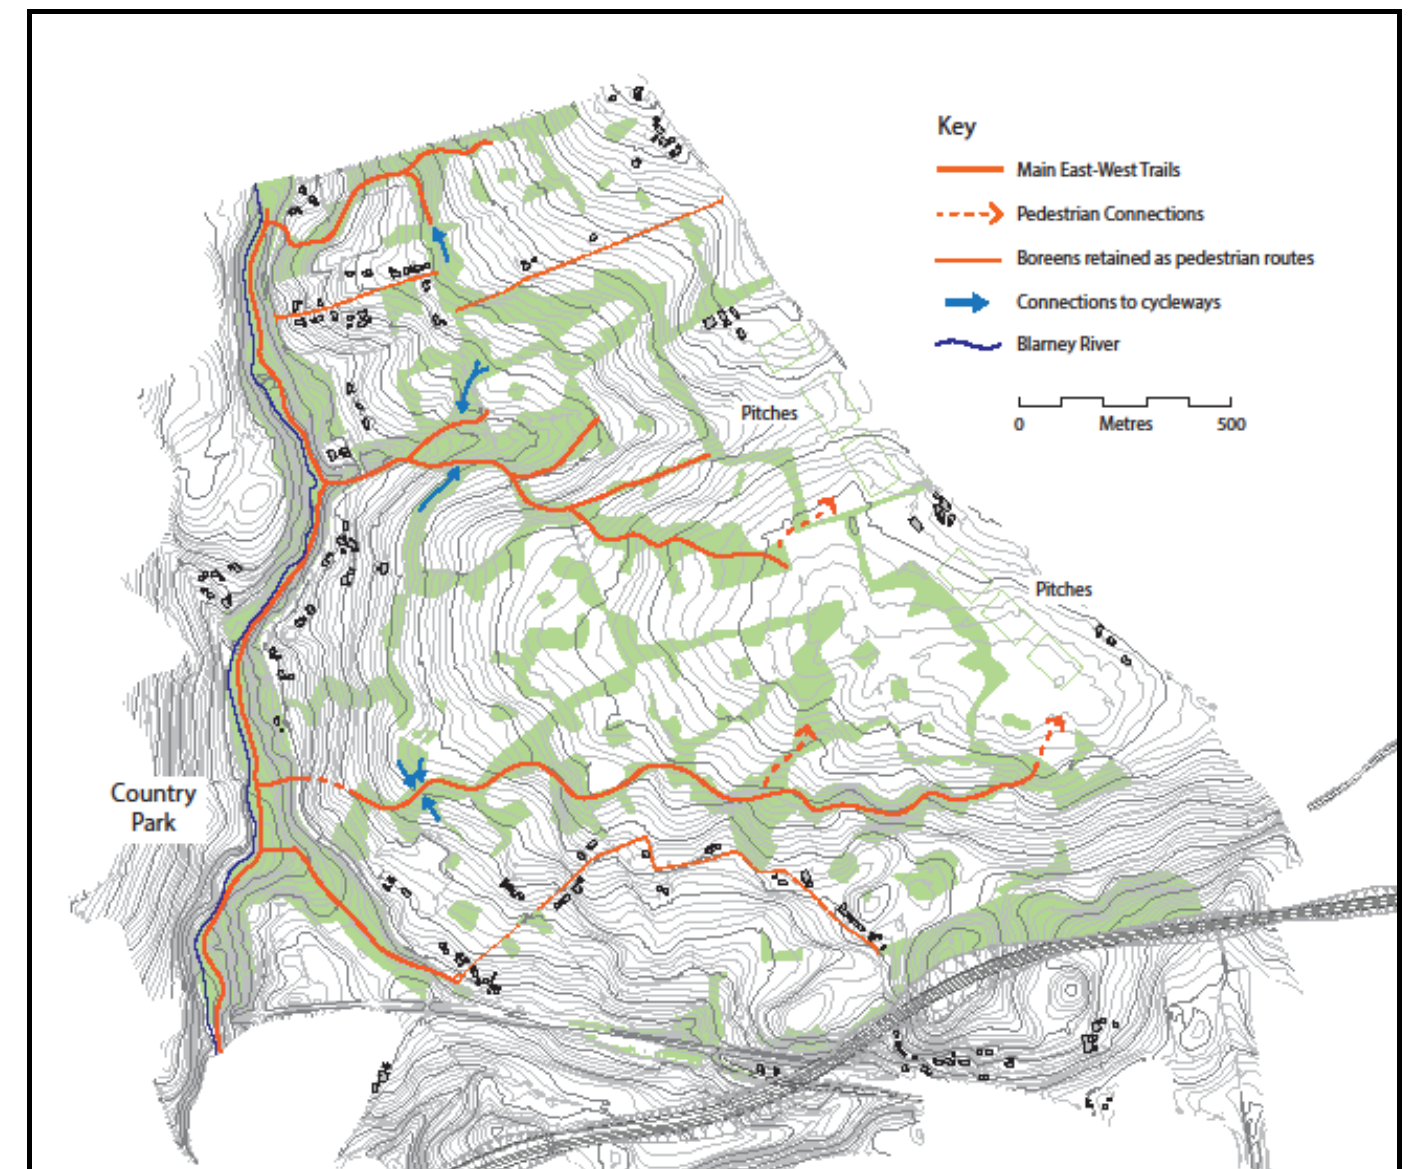 Key
Main East-West Trails
Pedestrian Connections
Boreens retained as pedestrian routes
Connections to cycleways
Blarney River
0 Metres 500
Pitches
Pitches
Country
Park